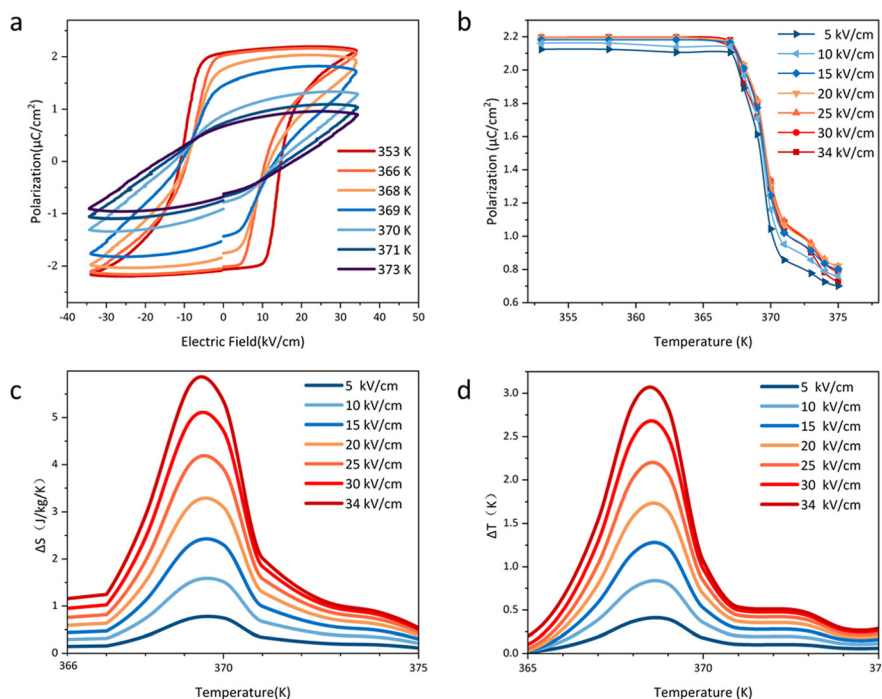 a
Polarization(μC/cm²)
2
1
0
-1
-2
-40
-30
-20
-10
0
10
20
30
40
50
Electric Field(kV/cm)
353 K
366 K
368 K
369 K
370 K
371 K
373 K
b
Polarization (μC/cm²)
2.2
2.0
1.8
1.6
1.4
1.2
1.0
0.8
0.6
355
360
365
370
375
Temperature (K)
5 kV/cm
10 kV/cm
15 kV/cm
20 kV/cm
25 kV/cm
30 kV/cm
34 kV/cm
c
ΔS（J/kg/K）
5
4
3
2
1
0
366
370
375
Temperature(K)
5 kV/cm
10 kV/cm
15 kV/cm
20 kV/cm
25 kV/cm
30 kV/cm
34 kV/cm
d
ΔT（K）
3.0
2.5
2.0
1.5
1.0
0.5
0.0
365
370
37
Temperature(K)
5 kV/cm
10 kV/cm
15 kV/cm
20 kV/cm
25 kV/cm
30 kV/cm
34 kV/cm